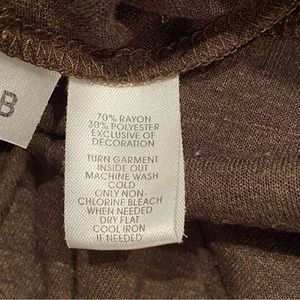 B
70% RAYON
30% POLYESTER
EXCLUSIVE OF
DECORATION
TURN GARMENT
INSIDE OUT
MACHINE WASH
COLD
ONLY NON-
CHLORINE BLEACH
WHEN NEEDED
DRY FLAT
COOL IRON
IF NEEDED